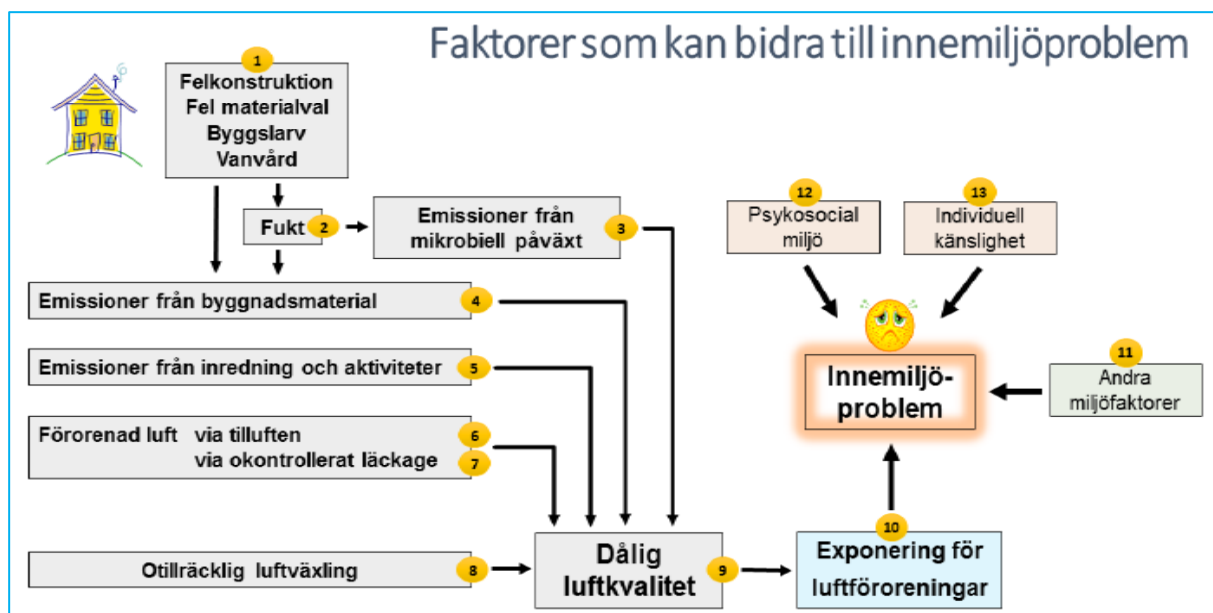 Faktorer som kan bidra till innemiljöproblem
1
Felkonstruktion
Fel materialval
Byggslarv
Vanvård
Fukt
2
Emissioner från
mikrobiell påväxt
3
12
Psykosocial
miljö
13
Individuell
känslighet
Emissioner från byggnadsmaterial
4
Emissioner från inredning och aktiviteter
5
Innemiljö-
problem
11
Andra
miljöfaktorer
Förorenad luft via tilluften
6
via okontrollerat läckage
7
Otillräcklig luftväxling
8
Dålig
luftkvalitet
9
10
Exponering för
luftföroreningar